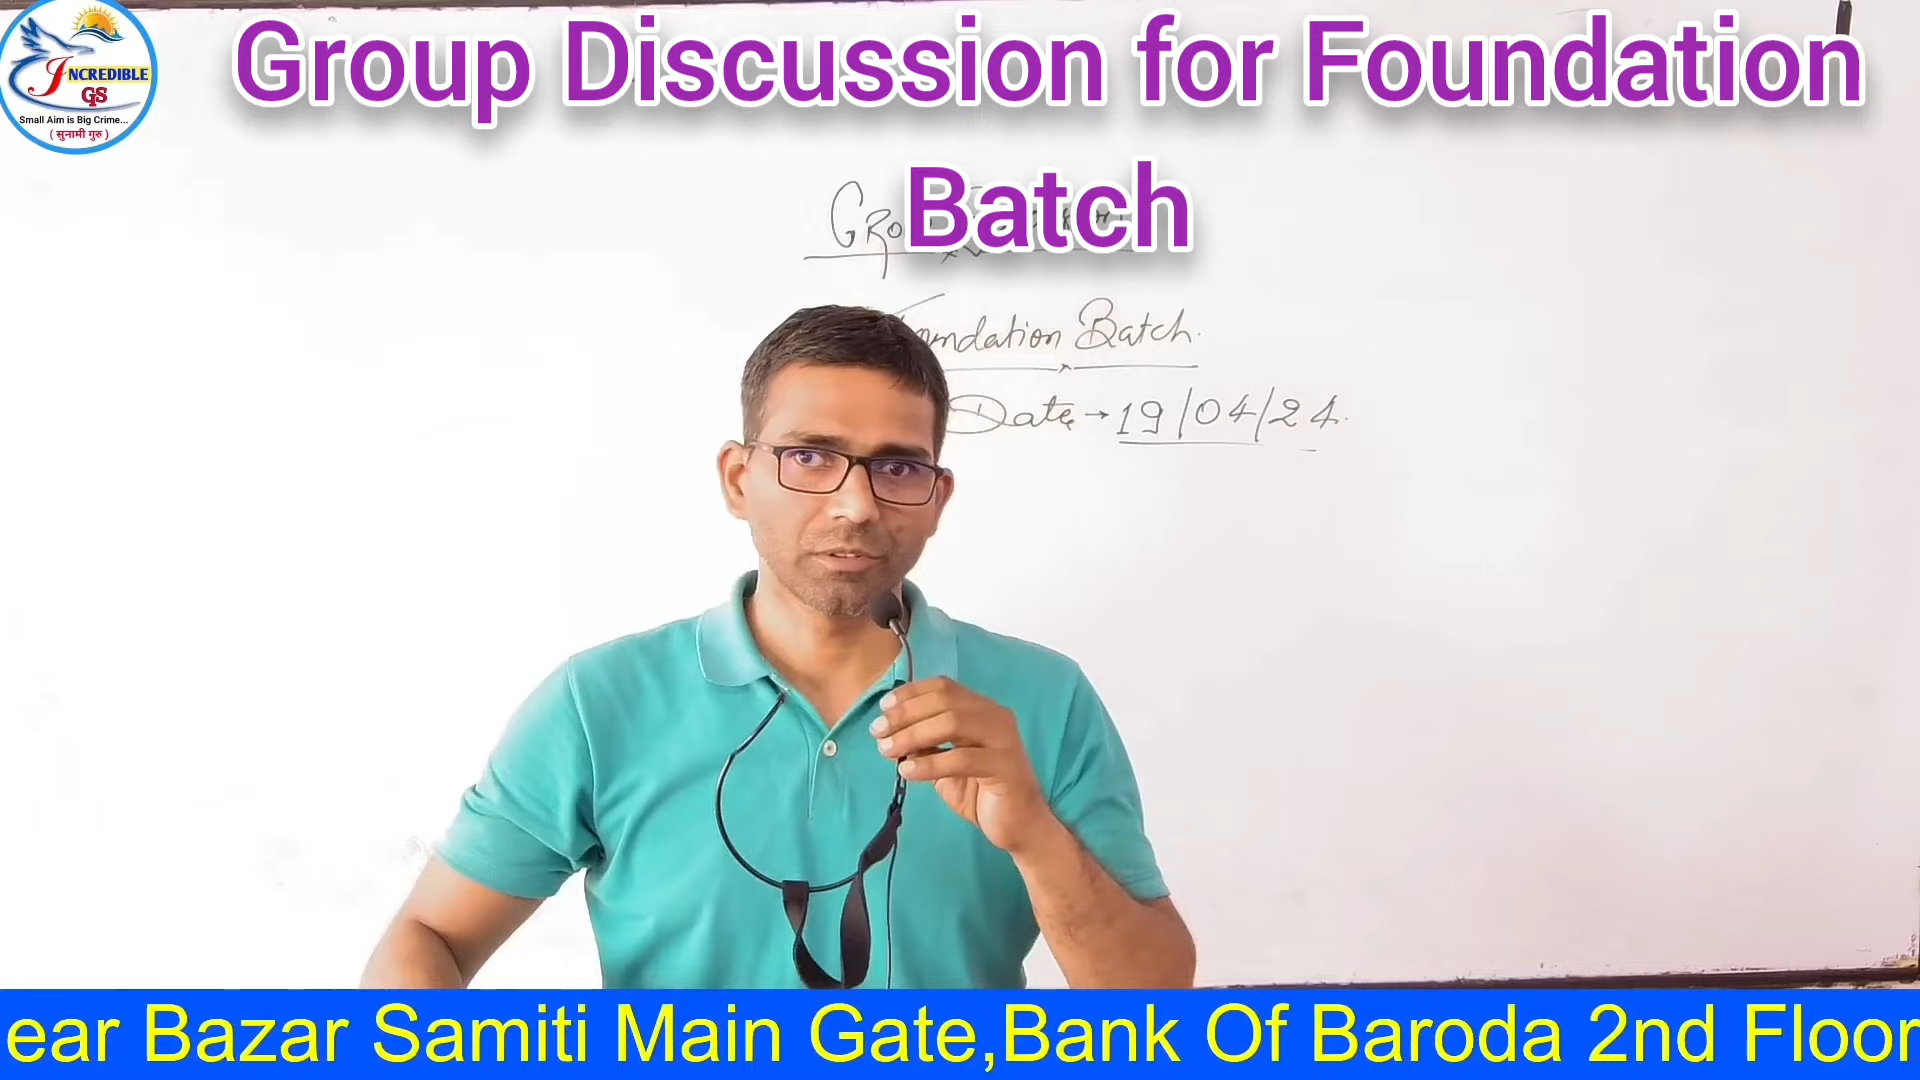 INCREDIBLE
GS
Small Aim is Big Crime...
( सुनामी गुरु )
Group Discussion for Foundation
Batch
Batch.
Date → 19/04/24.
ear Bazar Samiti Main Gate,Bank Of Baroda 2nd Floor